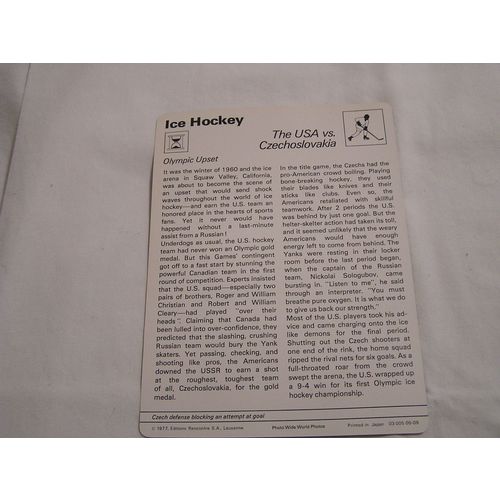 Ice Hockey
The USA vs.
Czechoslovakia
Olympic Upset
It was the winter of 1960 and the ice
arena in Squaw Valley, California,
was about to become the scene of
an upset that would send shock
waves throughout the world of ice
hockey—and earn the U.S. team an
honored place in the hearts of sports
fans. Yet it never would have
happened without a last-minute
assist from a Russian !
Underdogs as usual, the U.S. hockey
team had never won an Olympic gold
medal. But this Games' contingent
got off to a fast start by stunning the
powerful Canadian team in the first
round of competition. Experts insisted
that the U.S. squad—especially two
pairs of brothers, Roger and William
Christian and Robert and William
Cleary—had played "over their
heads". Claiming that Canada had
been lulled into over-confidence, they
predicted that the slashing, crushing
Russian team would bury the Yank
skaters. Yet passing, checking, and
shooting like pros, the Americans
downed the USSR to earn a shot
at the roughest, toughest team
of all, Czechoslovakia, for the gold
medal.
In the title game, the Czechs had the
pro-American crowd boiling. Playing
bone-breaking hockey, they used
their blades like knives and their
sticks like clubs. Even so, the
Americans retaliated with skillful
teamwork. After 2 periods the U.S.
was behind by just one goal. But the
helter-skelter action had taken its toll,
and it seemed unlikely that the weary
Americans would have enough
energy left to come from behind. The
Yanks were resting in their locker
room before the last period began,
when the captain of the Russian
team, Nickolai Sologubov, came
bursting in. "Listen to me", he said
through an interpreter. "You must
breathe pure oxygen. It is what we do
to give us back our strength."
Most of the U.S. players took his ad-
vice and came charging onto the ice
like demons for the final period.
Shutting out the Czech shooters at
one end of the rink, the home squad
ripped the rival nets for six goals. As a
full-throated roar from the crowd
swept the arena, the U.S. wrapped up
a 9-4 win for its first Olympic ice
hockey championship.
Czech defense blocking an attempt at goal
© 1977, Editions Rencontre S.A., Lausanne Photo Wide World Photos Printed in Japan 03 005 09-09